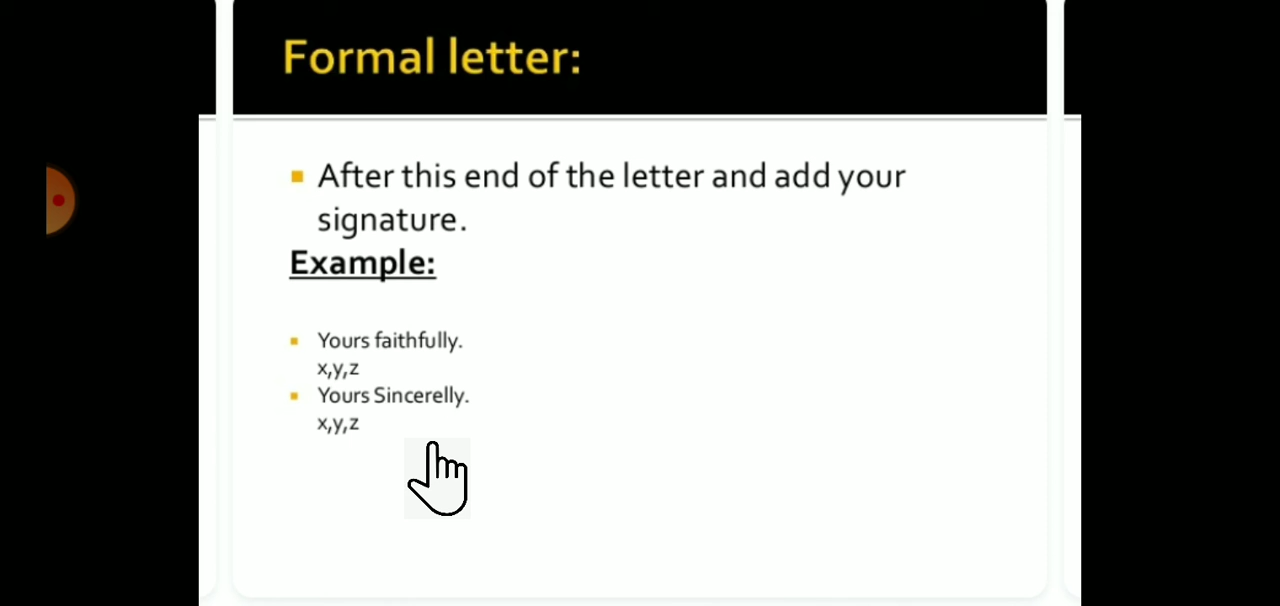 Formal letter:
After this end of the letter and add your
signature.
Example:
Yours faithfully.
x,y,z
Yours Sincerelly.
x,y,z